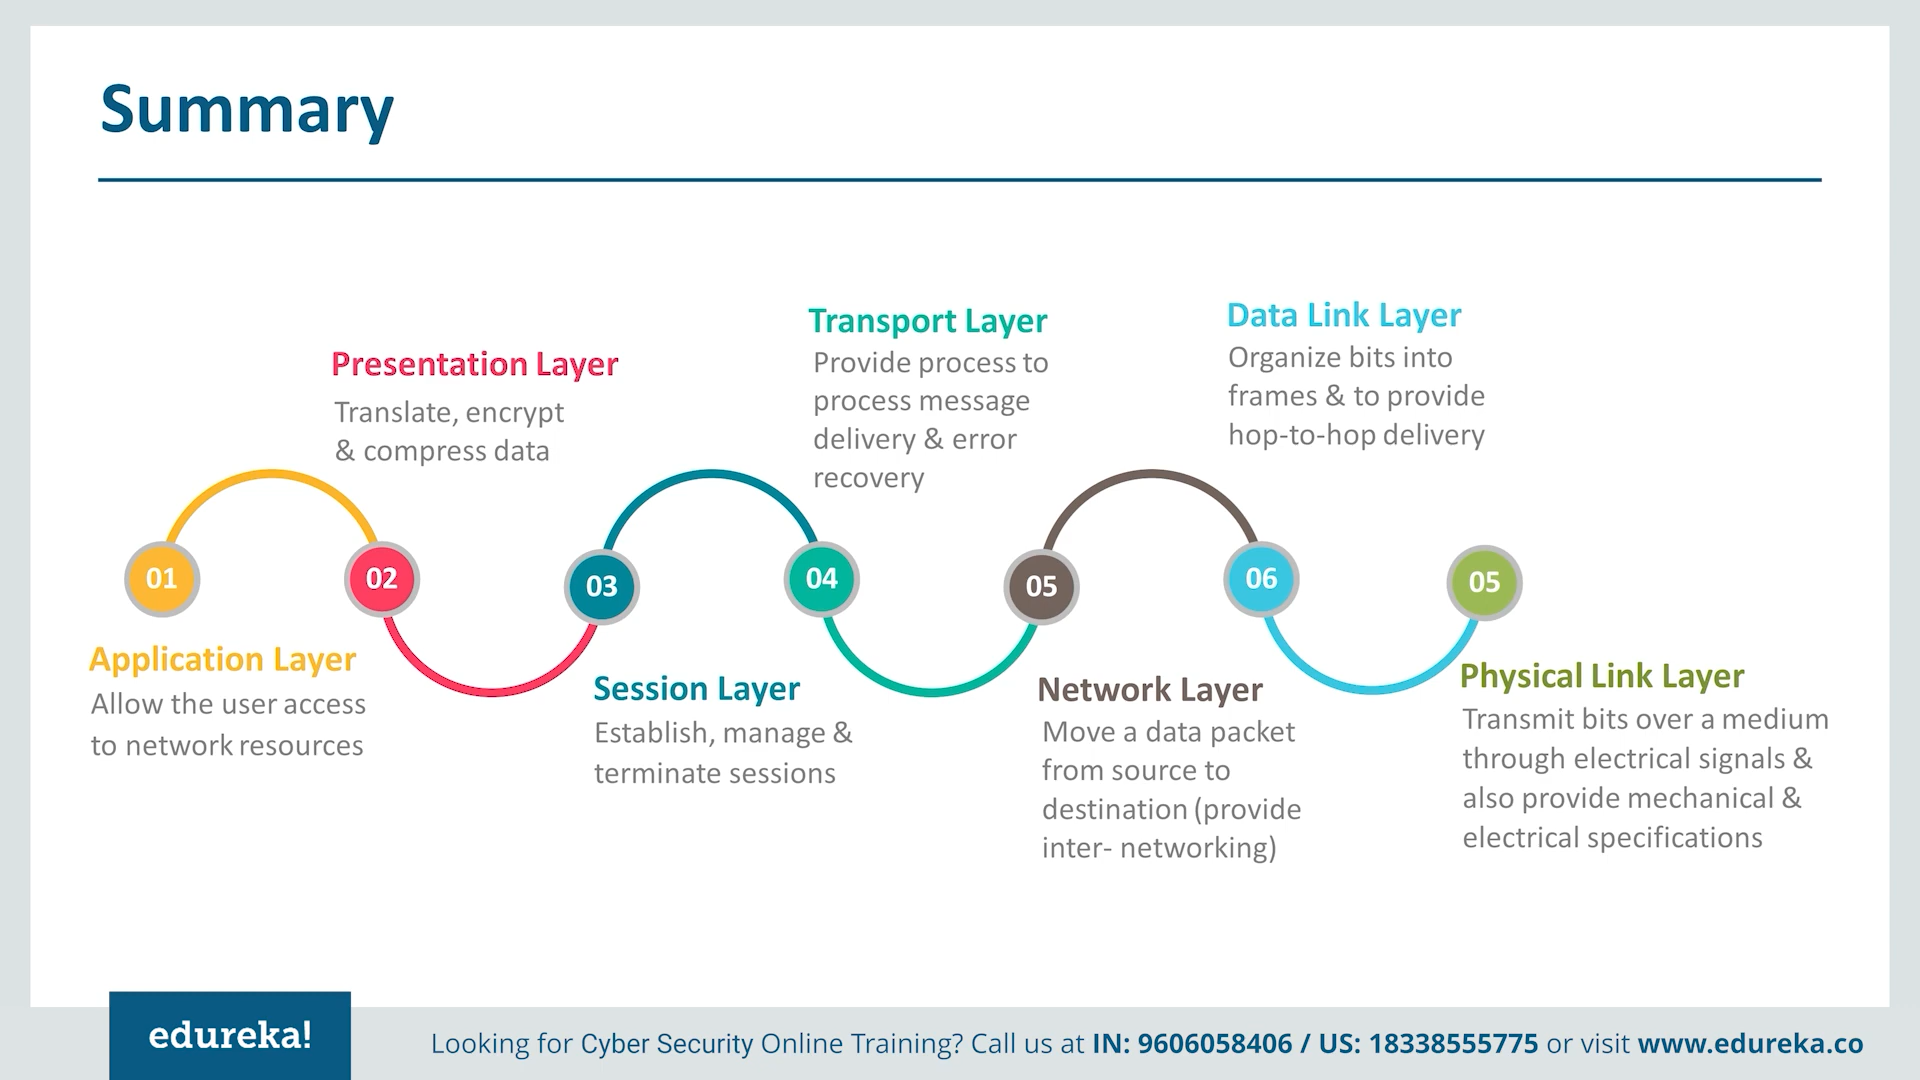 Summary
Transport Layer
Provide process to
process message
delivery & error
recovery
Data Link Layer
Organize bits into
frames & to provide
hop-to-hop delivery
Presentation Layer
Translate, encrypt
& compress data
01
02
03
04
05
06
05
Application Layer
Allow the user access
to network resources
Session Layer
Establish, manage &
terminate sessions
Network Layer
Move a data packet
from source to
destination (provide
inter- networking)
Physical Link Layer
Transmit bits over a medium
through electrical signals &
also provide mechanical &
electrical specifications
edureka!
Looking for Cyber Security Online Training? Call us at IN: 9606058406 / US: 18338555775 or visit www.edureka.co